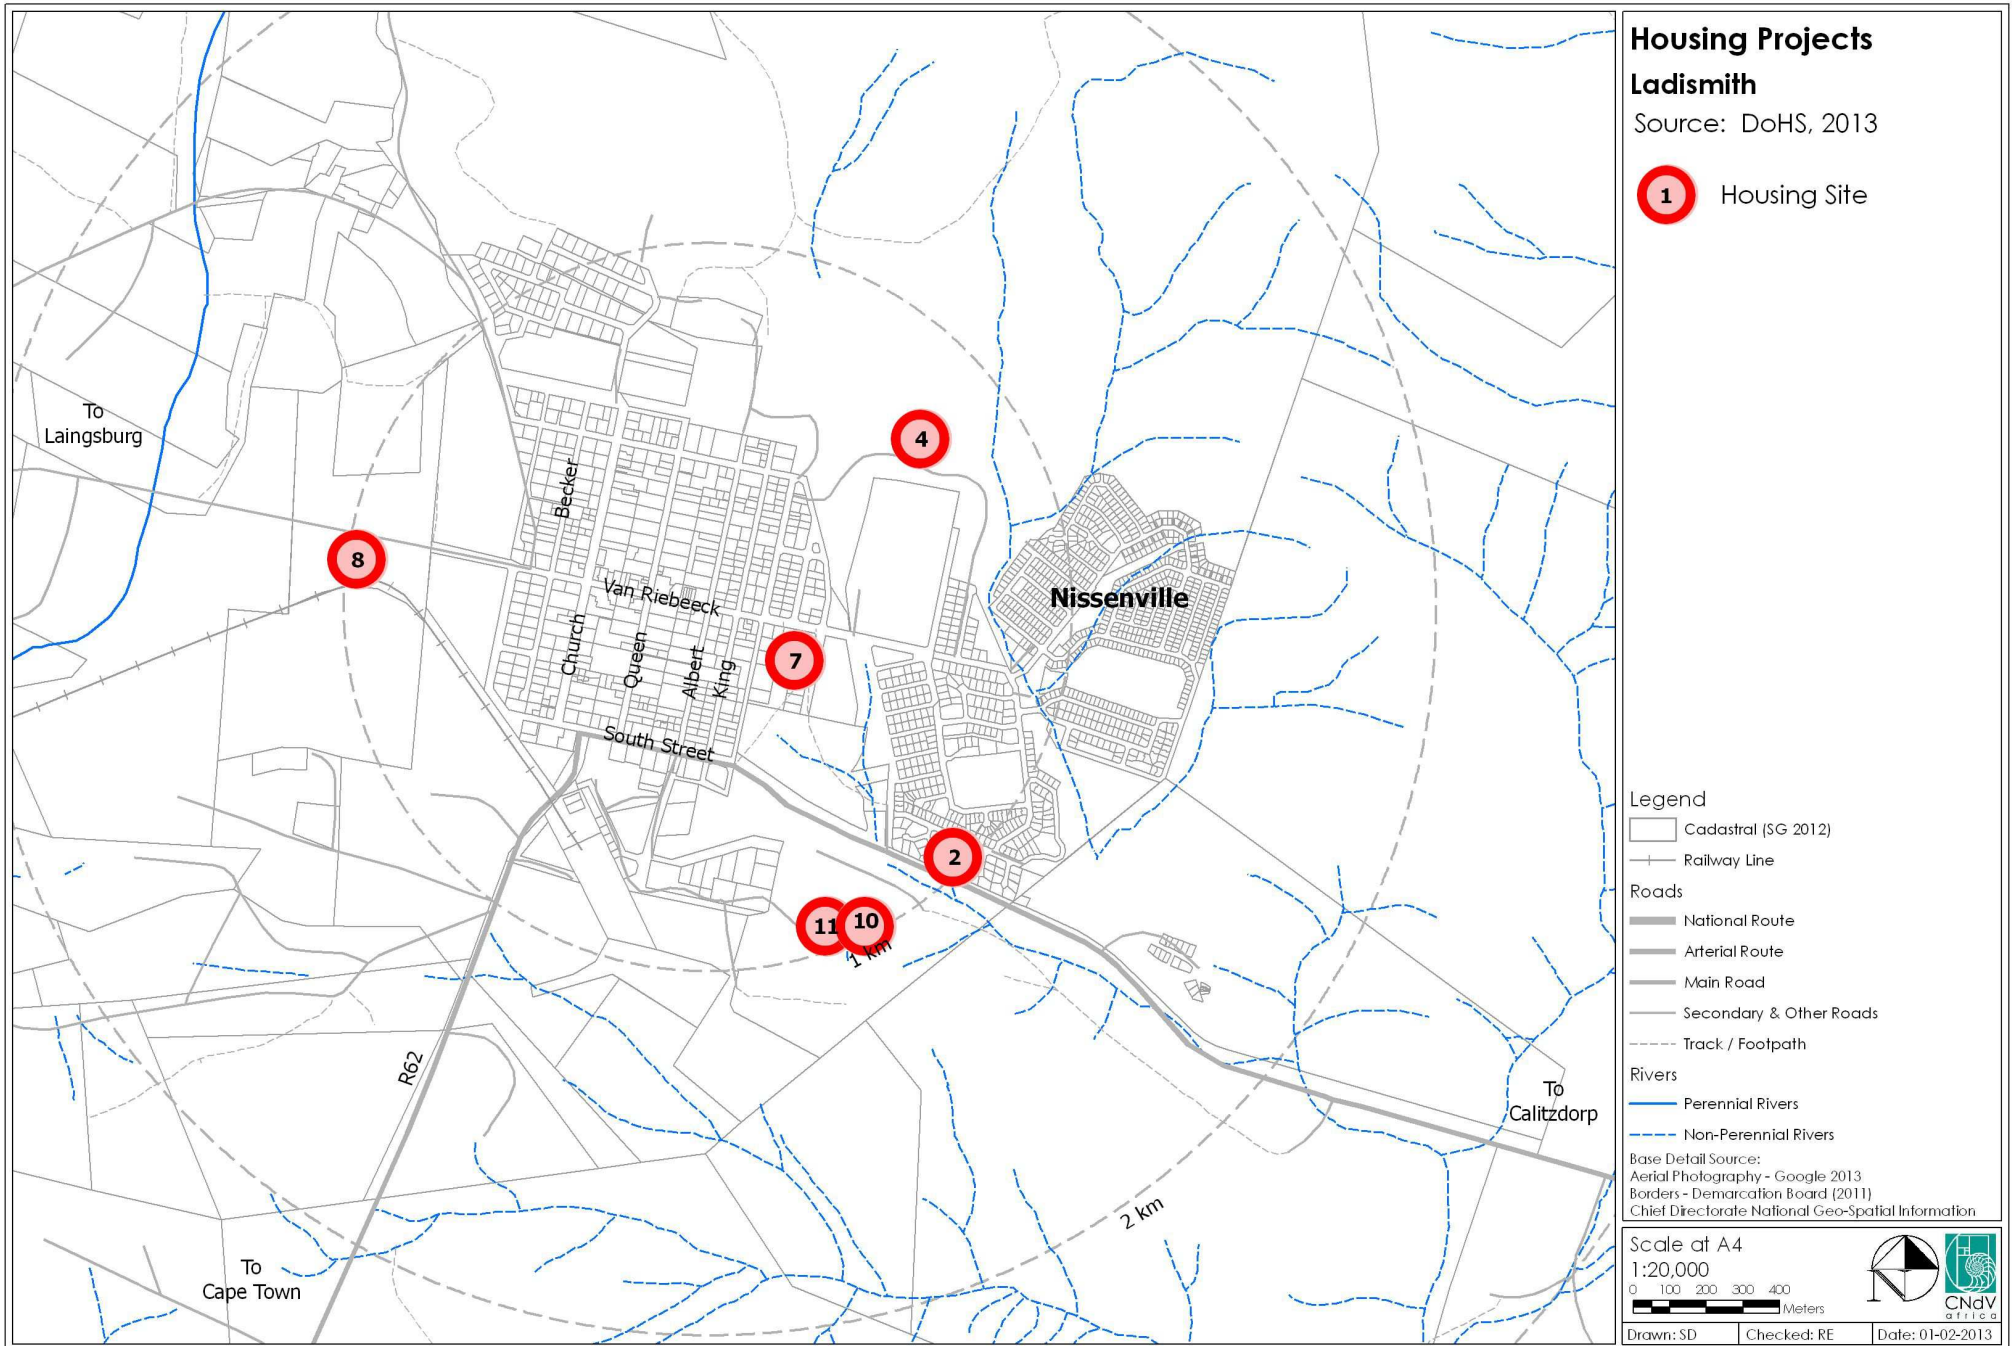 Housing Projects
Ladismith
Source: DoHS, 2013
1 Housing Site
To
Laingsburg
Becker
4
8
Van Riebeeck
Nissenville
Church
Queen
Albert
King
7
South Street
2
11
10
1 km
R62
To
Calitzdorp
2 km
To
Cape Town
Legend
Cadastral (SG 2012)
Railway Line
Roads
National Route
Arterial Route
Main Road
Secondary & Other Roads
Track / Footpath
Rivers
Perennial Rivers
Non-Perennial Rivers
Base Detail Source:
Aerial Photography - Google 2013
Borders - Demarcation Board (2011)
Chief Directorate National Geo-Spatial Information
Scale at A4
1:20,000
0 100 200 300 400
Meters
N
CNdV
africa
Drawn: SD
Checked: RE
Date: 01-02-2013